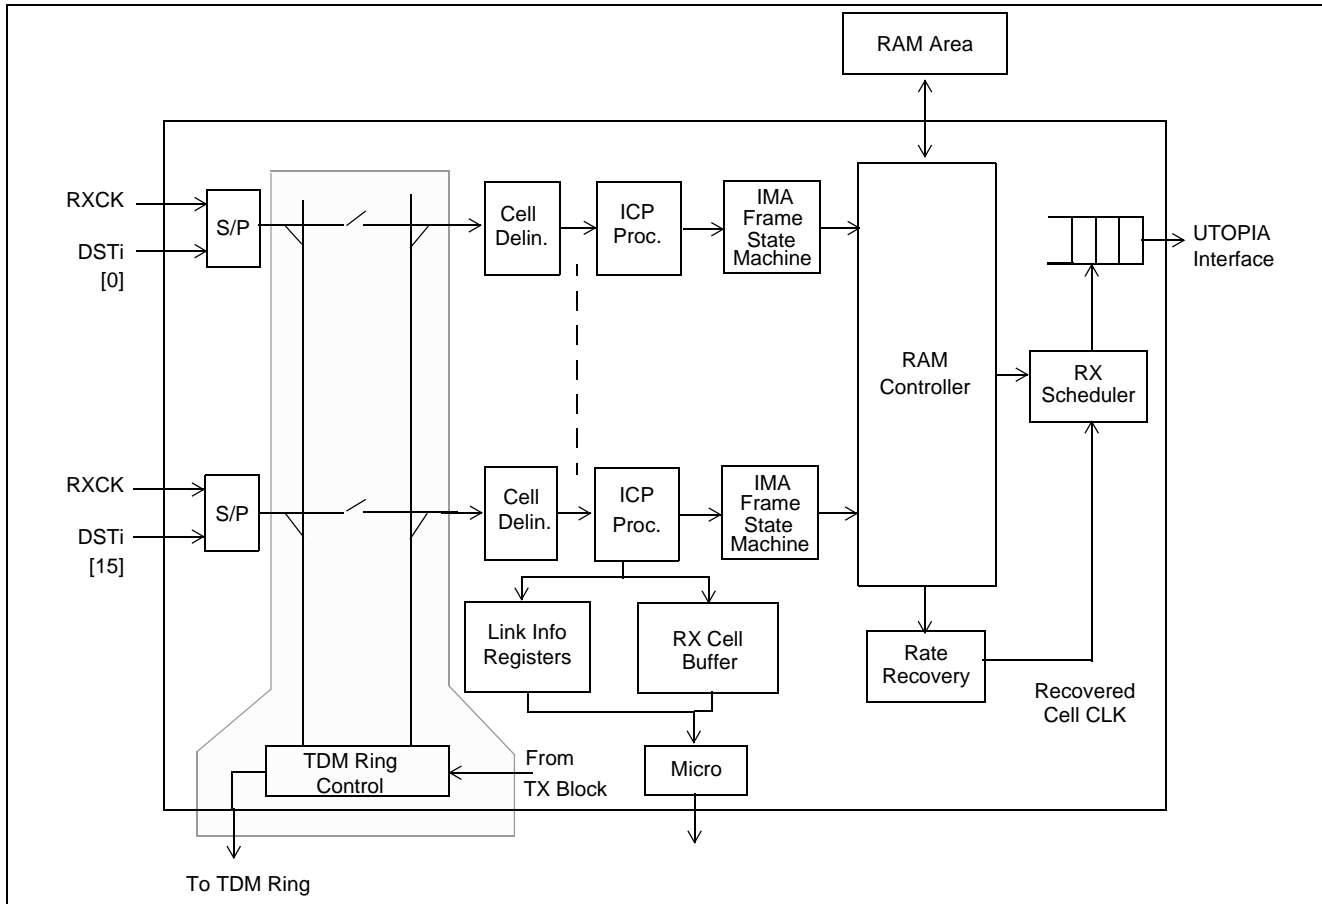 RAM Area
RXCK
DSTi
[0]
S/P
Cell
Delin.
ICP
Proc.
IMA
Frame
State
Machine
RAM
Controller
UTOPIA
Interface
RX
Scheduler
RXCK
DSTi
[15]
S/P
Cell
Delin.
ICP
Proc.
IMA
Frame
State
Machine
Link Info
Registers
RX Cell
Buffer
Rate
Recovery
Recovered
Cell CLK
TDM Ring
Control
From
TX Block
Micro
To TDM Ring